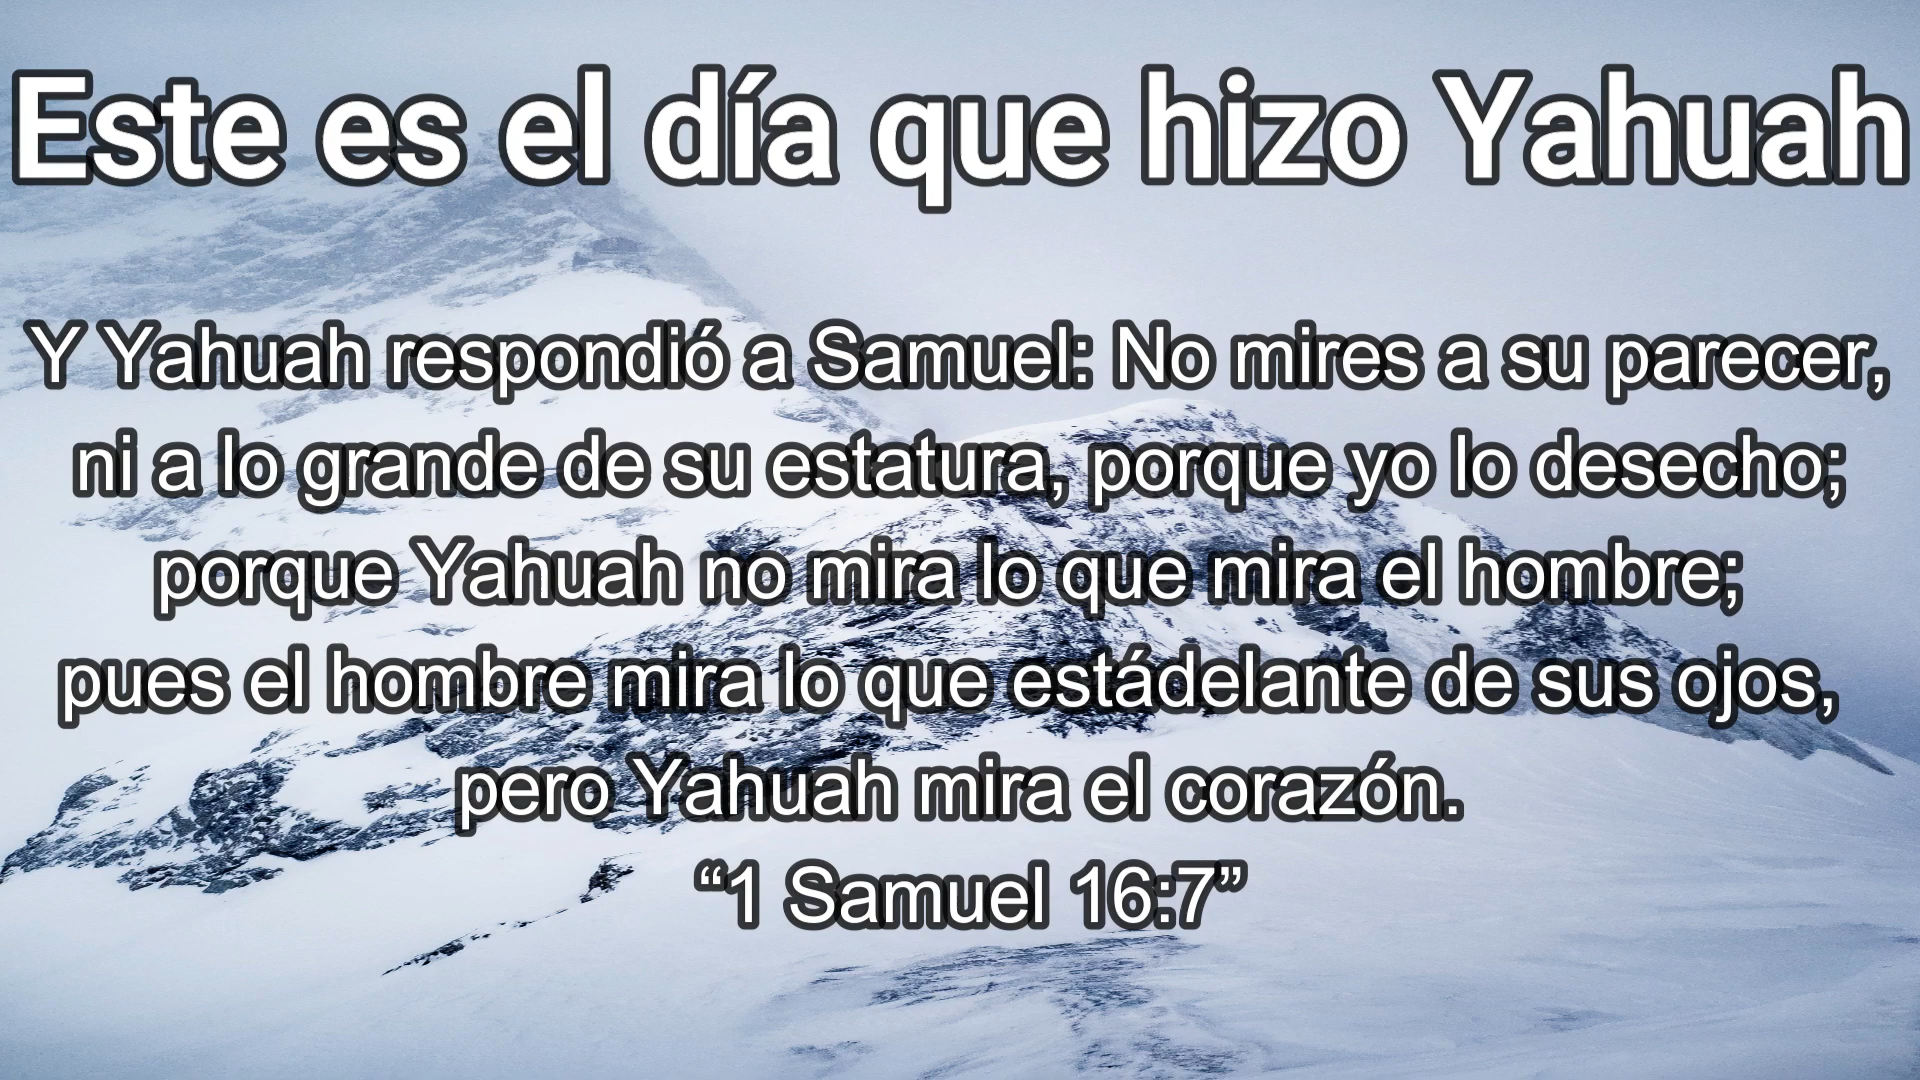 Este es el día que hizo Yahuah
Y Yahuah respondió a Samuel: No mires a su parecer,
ni a lo grande de su estatura, porque yo lo desecho;
porque Yahuah no mira lo que mira el hombre;
pues el hombre mira lo que estádelante de sus ojos,
pero Yahuah mira el corazón.
“1 Samuel 16:7”